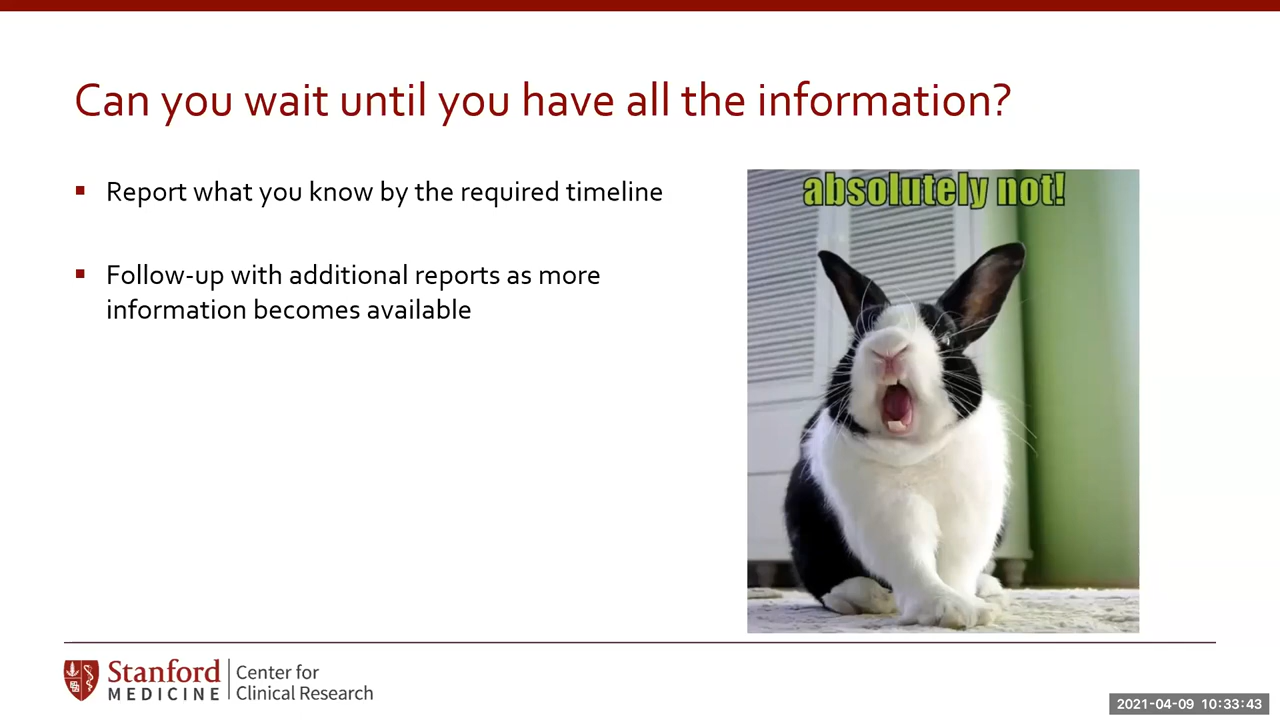 Can you wait until you have all the information?
▪ Report what you know by the required timeline
▪ Follow-up with additional reports as more
information becomes available
absolutely not!
Stanford
MEDICINE
Center for
Clinical Research
2021-04-09 10:33:43